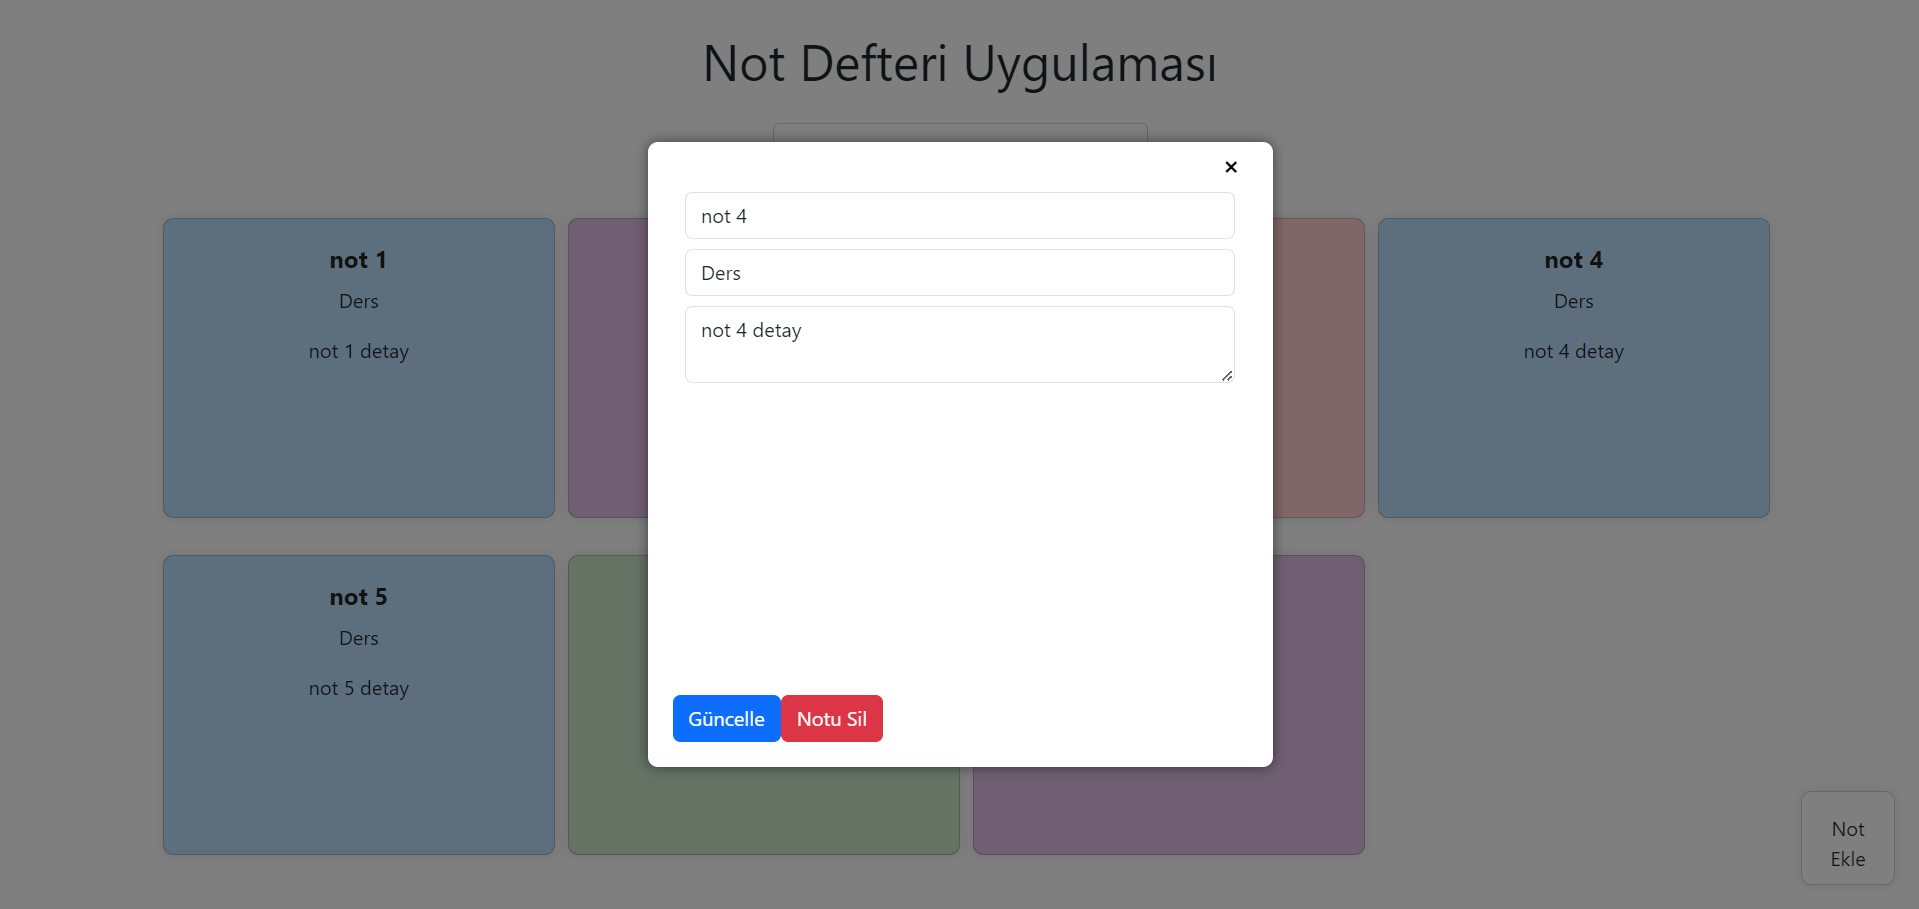 Not Defteri Uygulaması
×
not 4
Ders
not 4 detay
Güncelle
Notu Sil
not 1
Ders
not 1 detay
not 4
Ders
not 4 detay
not 5
Ders
not 5 detay
Not
Ekle